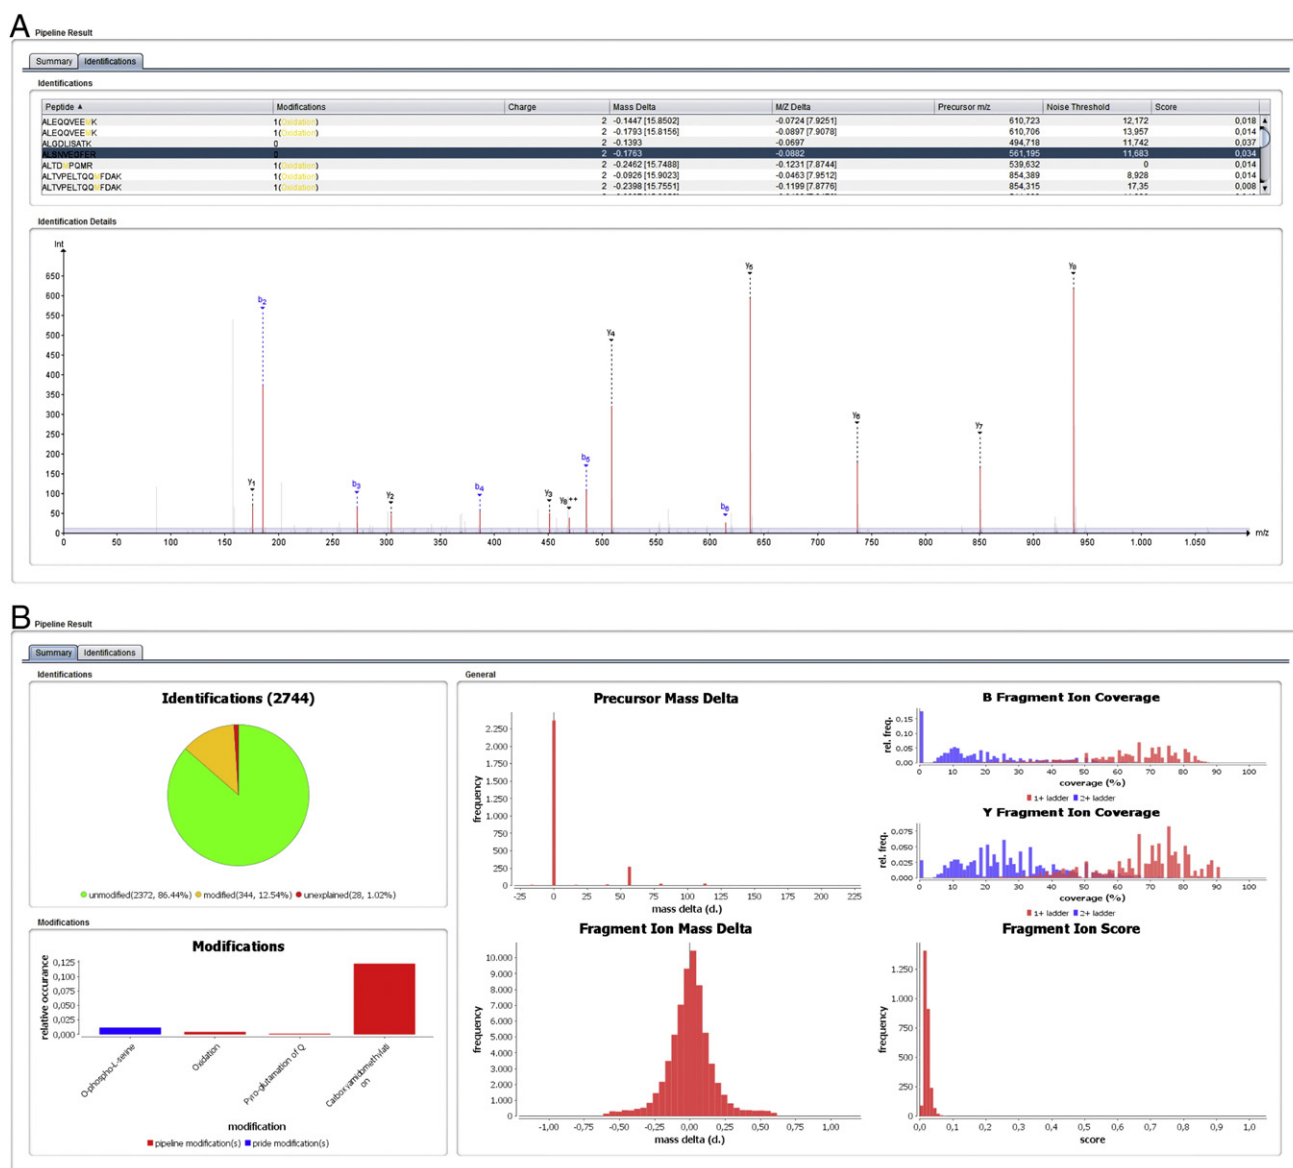 A
Pipeline Result
Summary Identifications
Identifications
Peptide ▲ Modifications Charge Mass Delta M/Z Delta Precursor m/z Noise Threshold Score
ALEQQVEEMK 1(Oxidation) 2 -0.1447 [15.8502] -0.0724 [7.9251] 610,723 12,172 0,018
ALEQQVEEMK 1(Oxidation) 2 -0.1793 [15.8156] -0.0897 [7.9078] 610,706 13,957 0,014
ALGDLISATK 0 2 -0.1393 -0.0697 494,718 11,742 0,037
ALSNVEGFER 0 2 -0.1763 -0.0882 561,195 11,683 0,034
ALTDMPQMR 1(Oxidation) 2 -0.2462 [15.7488] -0.1231 [7.8744] 539,632 0 0,014
ALTVPELTQQMFDAK 1(Oxidation) 2 -0.0926 [15.9023] -0.0463 [7.9512] 854,389 8,928 0,014
ALTVPELTQQMFDAK 1(Oxidation) 2 -0.2398 [15.7551] -0.1199 [7.8776] 854,315 17,35 0,008
Identification Details
Int
650
600
550
500
450
400
350
300
250
200
150
100
50
0
y1 b2 b3 y2 b4 y3 y8++ b5 y4 b6 y5 y6 y7 y8
0 50 100 150 200 250 300 350 400 450 500 550 600 650 700 750 800 850 900 950 1.000 1.050
m/z
B
Pipeline Result
Summary Identifications
Identifications
Identifications (2744)
unmodified(2372, 86.44%) modified(344, 12.54%) unexplained(28, 1.02%)
Modifications
Modifications
relative occurance
0,125
0,100
0,075
0,050
0,025
0,000
O-phospho-L-serine
Oxidation
Pyro-glutamation of Q
Carboxyamidomethylati
on
modification
pipeline modification(s) pride modification(s)
General
Precursor Mass Delta
frequency
2.250
2.000
1.750
1.500
1.250
1.000
750
500
250
0
-25 0 25 50 75 100 125 150 175 200 225
mass delta (d.)
B Fragment Ion Coverage
rel. freq.
0.15
0.10
0.05
0.00
0 10 20 30 40 50 60 70 80 90 100
coverage (%)
1+ ladder 2+ ladder
Y Fragment Ion Coverage
rel. freq.
0.075
0.050
0.025
0.000
0 10 20 30 40 50 60 70 80 90 100
coverage (%)
1+ ladder 2+ ladder
Fragment Ion Mass Delta
frequency
10.000
9.000
8.000
7.000
6.000
5.000
4.000
3.000
2.000
1.000
0
-1,00 -0,50 -0,25 0,00 0,25 0,50 0,75 1,00
mass delta (d.)
Fragment Ion Score
frequency
1.250
1.000
750
500
250
0
0,0 0,1 0,2 0,3 0,4 0,5 0,6 0,7 0,8 0,9 1,0
score